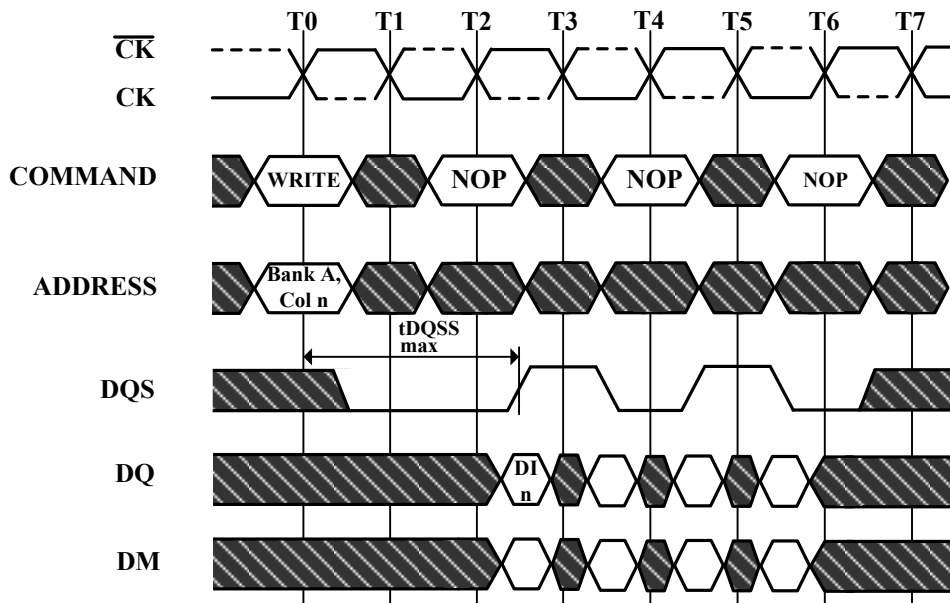 T0 T1 T2 T3 T4 T5 T6 T7
CK
CK
COMMAND
WRITE NOP NOP NOP
ADDRESS
Bank A,
Col n
tDQSS
max
DQS
DQ
DI
n
DM